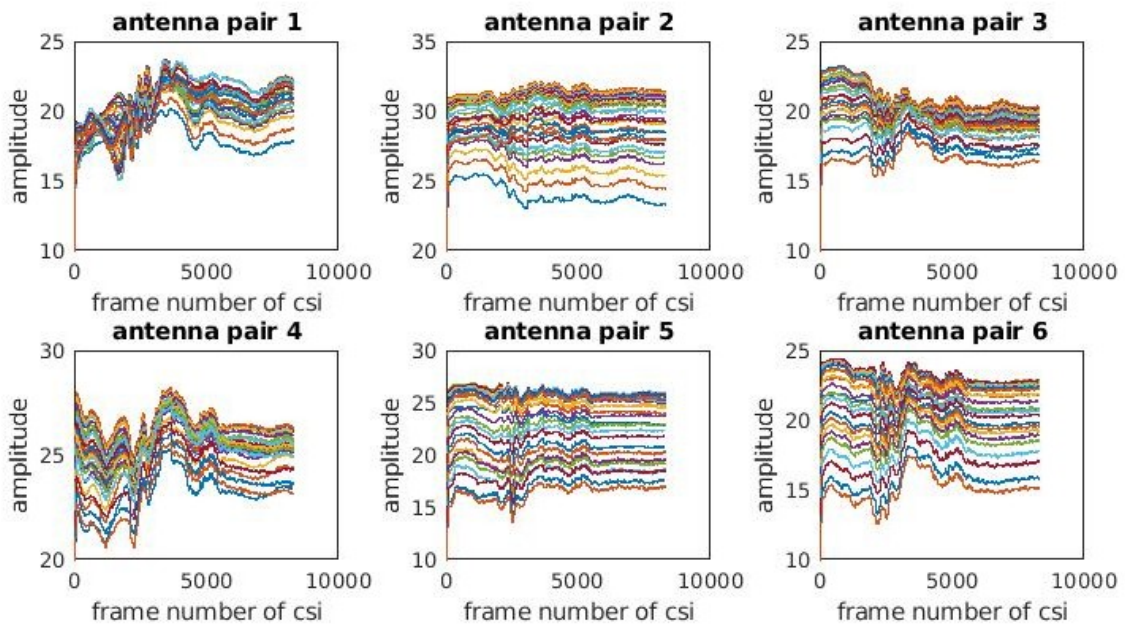 antenna pair 1
25
20
15
10
amplitude
0 5000 10000
frame number of csi
antenna pair 2
35
30
25
20
amplitude
0 5000 10000
frame number of csi
antenna pair 3
25
20
15
10
amplitude
0 5000 10000
frame number of csi
antenna pair 4
30
25
20
amplitude
0 5000 10000
frame number of csi
antenna pair 5
30
25
20
15
10
amplitude
0 5000 10000
frame number of csi
antenna pair 6
25
20
15
10
amplitude
0 5000 10000
frame number of csi